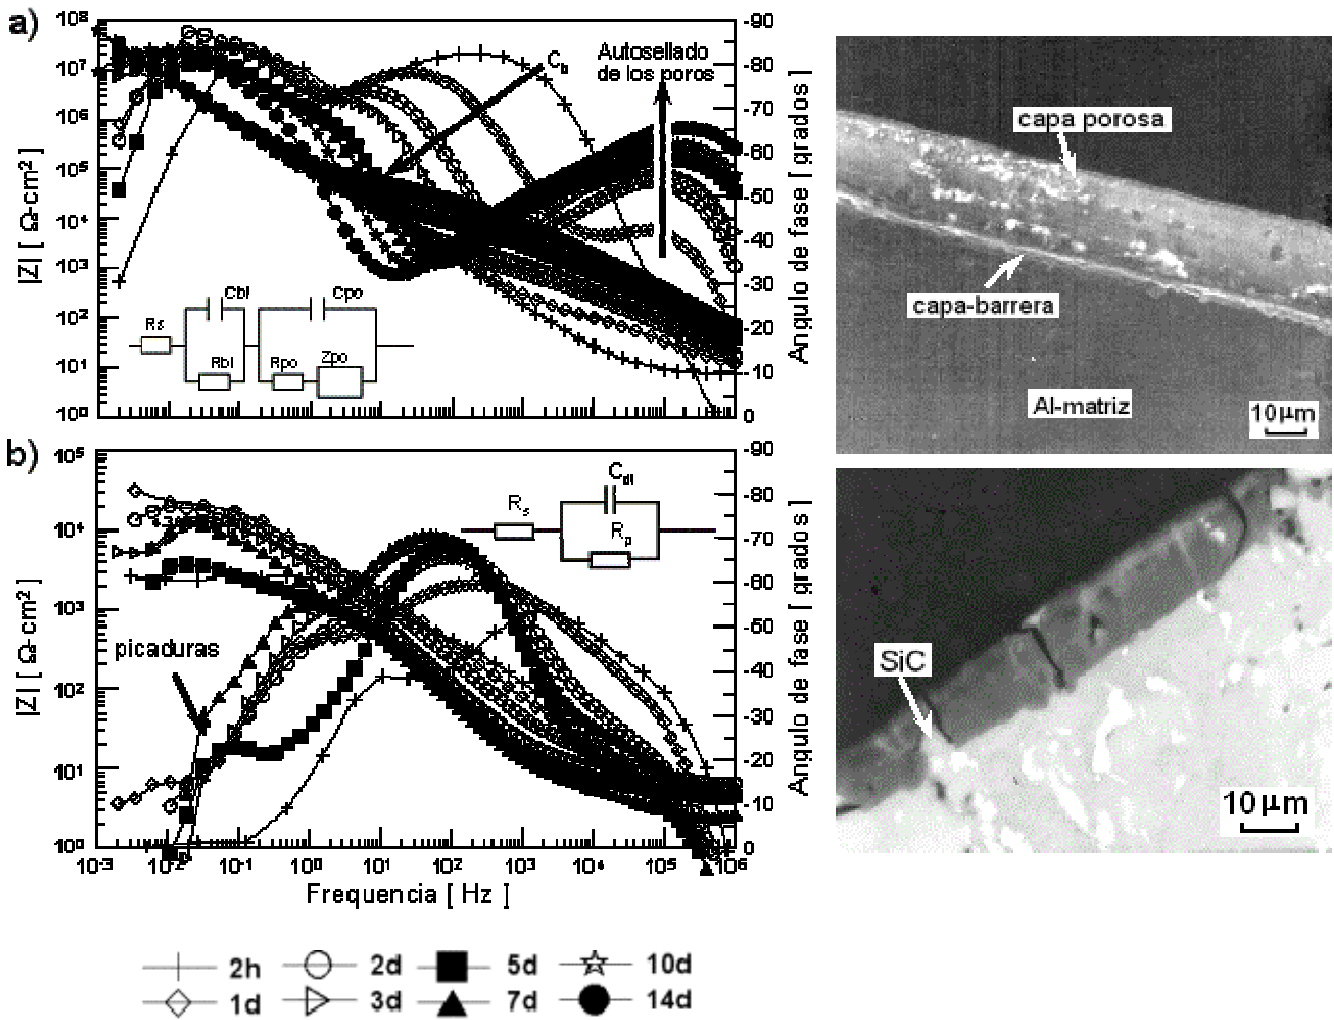 a)
|Z| [ Ω·cm²]
10⁸
10⁷
10⁶
10⁵
10⁴
10³
10²
10¹
10⁰
-90
-80
-70
-60
-50
-40
-30
-20
-10
0
Angulo de fase [ grados ]
Autosellado
de los poros
Rs
Cbl
Rbl
Cpo
Rpo
Zpo
capa porosa
capa-barrera
Al-matriz
10μm
b)
|Z| [ Ω·cm²]
10⁵
10⁴
10³
10²
10¹
10⁰
-90
-80
-70
-60
-50
-40
-30
-20
-10
0
Angulo de fase [ grados ]
picaduras
Rs
Cdl
Rp
10⁻³
10⁻²
10⁻¹
10⁰
10¹
10²
10³
10⁴
10⁵
10⁶
Frequencia [ Hz ]
SiC
10 μm
2h 2d 5d 10d
1d 3d 7d 14d